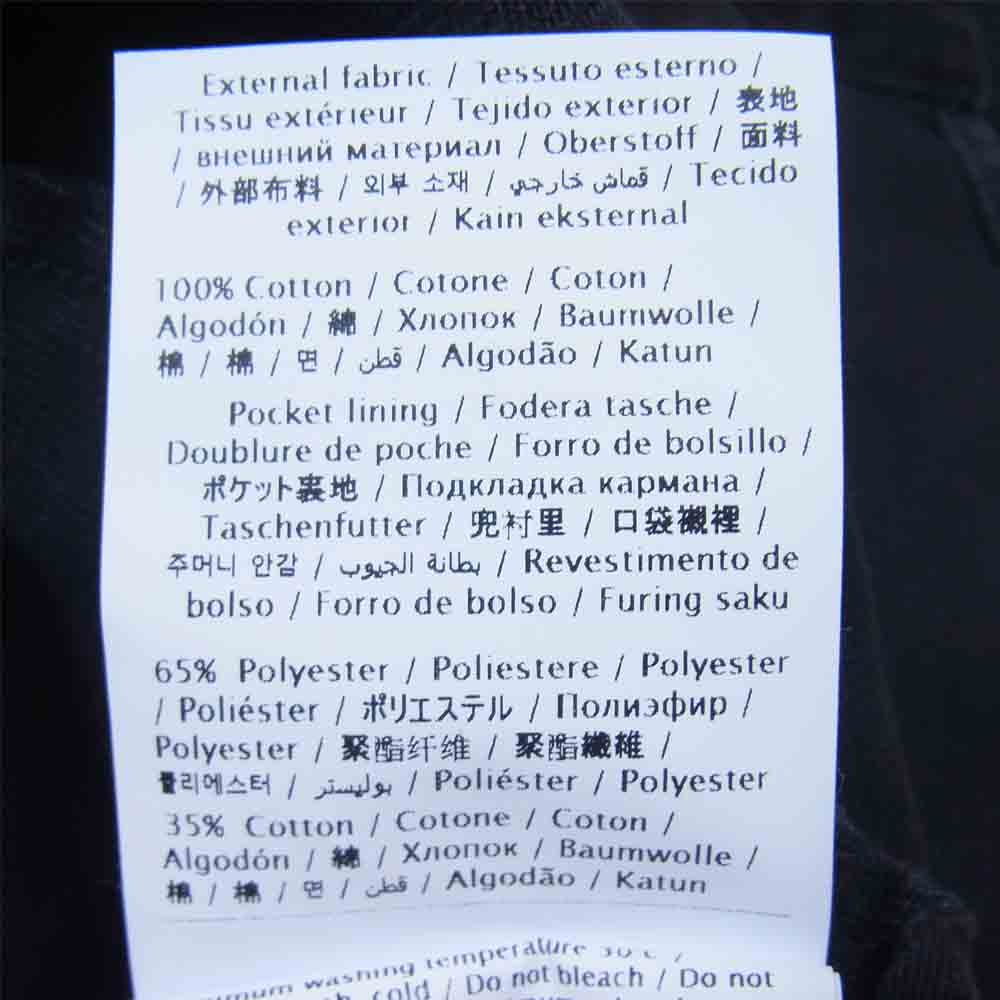 External fabric / Tessuto esterno /
Tissu extérieur / Tejido exterior / 表地
/ внешний материал / Oberstoff / 面料
/ 外部布料 / 외부 소재 / قماش خارجي / Tecido
exterior / Kain eksternal
100% Cotton / Cotone / Coton /
Algodón / 綿 / Хлопок / Baumwolle /
棉 / 棉 / 면 / قطن / Algodão / Katun
Pocket lining / Fodera tasche /
Doublure de poche / Forro de bolsillo /
ポケット裏地 / Подкладка кармана /
Taschenfutter / 兜衬里 / 口袋襯裡 /
주머니 안감 / بطانة الجيوب / Revestimento de
bolso / Forro de bolso / Furing saku
65% Polyester / Poliestere / Polyester
/ Poliéster / ポリエステル / Полиэфир /
Polyester / 聚酯纤维 / 聚酯纖維 /
폴리에스터 / بوليستر / Poliéster / Polyester
35% Cotton / Cotone / Coton /
Algodón / 綿 / Хлопок / Baumwolle /
棉 / 棉 / 면 / قطن / Algodão / Katun
washing temperature 30°C /
cold / Do not bleach / Do not